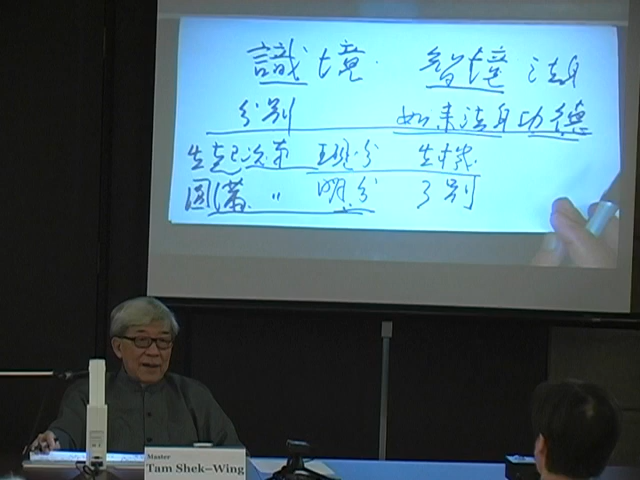 識境 智境 法身
分別 如来法身功德
生起次第 現分 生機
圓滿 〃 明分 了別
Master
Tam Shek-Wing